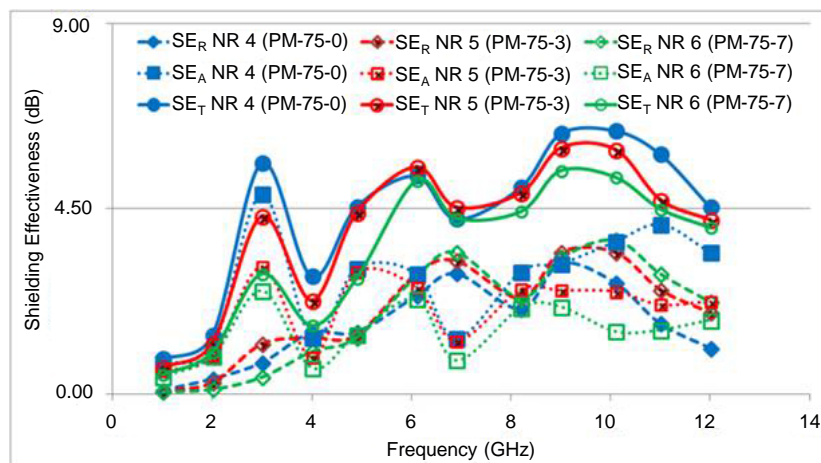 9.00
SE_R NR 4 (PM-75-0) SE_R NR 5 (PM-75-3) SE_R NR 6 (PM-75-7)
SE_A NR 4 (PM-75-0) SE_A NR 5 (PM-75-3) SE_A NR 6 (PM-75-7)
SE_T NR 4 (PM-75-0) SE_T NR 5 (PM-75-3) SE_T NR 6 (PM-75-7)
Shielding Effectiveness (dB)
4.50
0.00
0 2 4 6 8 10 12 14
Frequency (GHz)